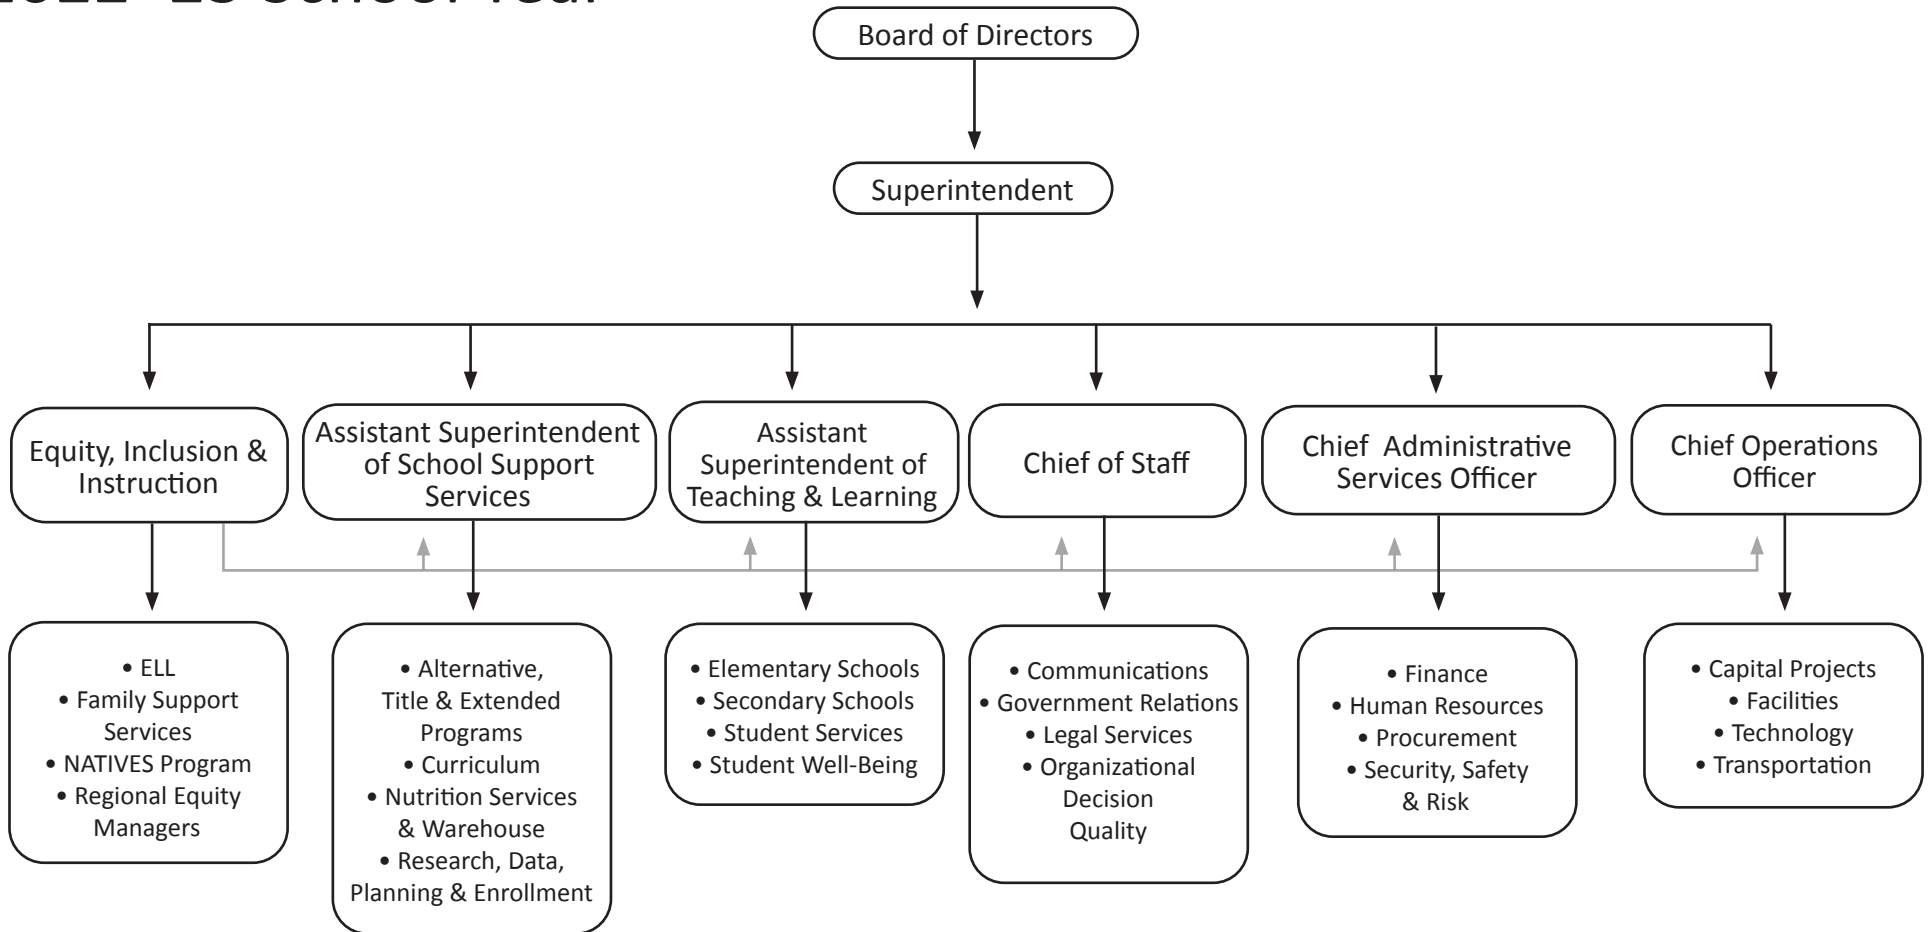 School Year
Board of Directors
Superintendent
Equity, Inclusion &
Instruction
Assistant Superintendent
of School Support
Services
Assistant
Superintendent of
Teaching & Learning
Chief of Staff
Chief  Administrative
Services Officer
Chief Operations
Officer
• ELL
• Family Support
Services
• NATIVES Program
• Regional Equity
Managers
• Alternative,
Title & Extended
Programs
• Curriculum
• Nutrition Services
& Warehouse
• Research, Data,
Planning & Enrollment
• Elementary Schools
• Secondary Schools
• Student Services
• Student Well-Being
• Communications
• Government Relations
• Legal Services
• Organizational
Decision
Quality
• Finance
• Human Resources
• Procurement
• Security, Safety
& Risk
• Capital Projects
• Facilities
• Technology
• Transportation